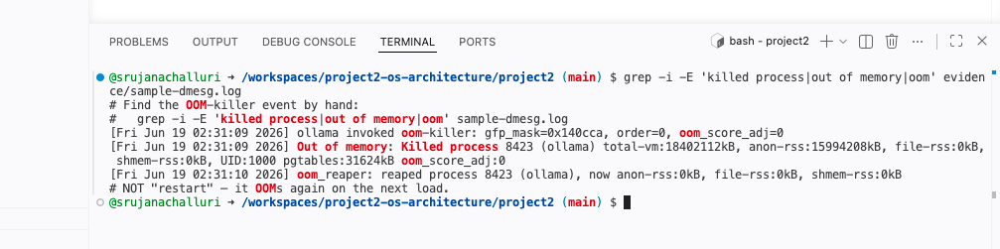 PROBLEMS OUTPUT DEBUG CONSOLE TERMINAL PORTS bash - project2
@srujanachalluri → /workspaces/project2-os-architecture/project2 (main) $ grep -i -E 'killed process|out of memory|oom' eviden
ce/sample-dmesg.log
# Find the OOM-killer event by hand:
#   grep -i -E 'killed process|out of memory|oom' sample-dmesg.log
[Fri Jun 19 02:31:09 2026] ollama invoked oom-killer: gfp_mask=0x140cca, order=0, oom_score_adj=0
[Fri Jun 19 02:31:09 2026] Out of memory: Killed process 8423 (ollama) total-vm:18402112kB, anon-rss:15994208kB, file-rss:0kB,
 shmem-rss:0kB, UID:1000 pgtables:31624kB oom_score_adj:0
[Fri Jun 19 02:31:10 2026] oom_reaper: reaped process 8423 (ollama), now anon-rss:0kB, file-rss:0kB, shmem-rss:0kB
# NOT "restart" — it OOMs again on the next load.
@srujanachalluri → /workspaces/project2-os-architecture/project2 (main) $